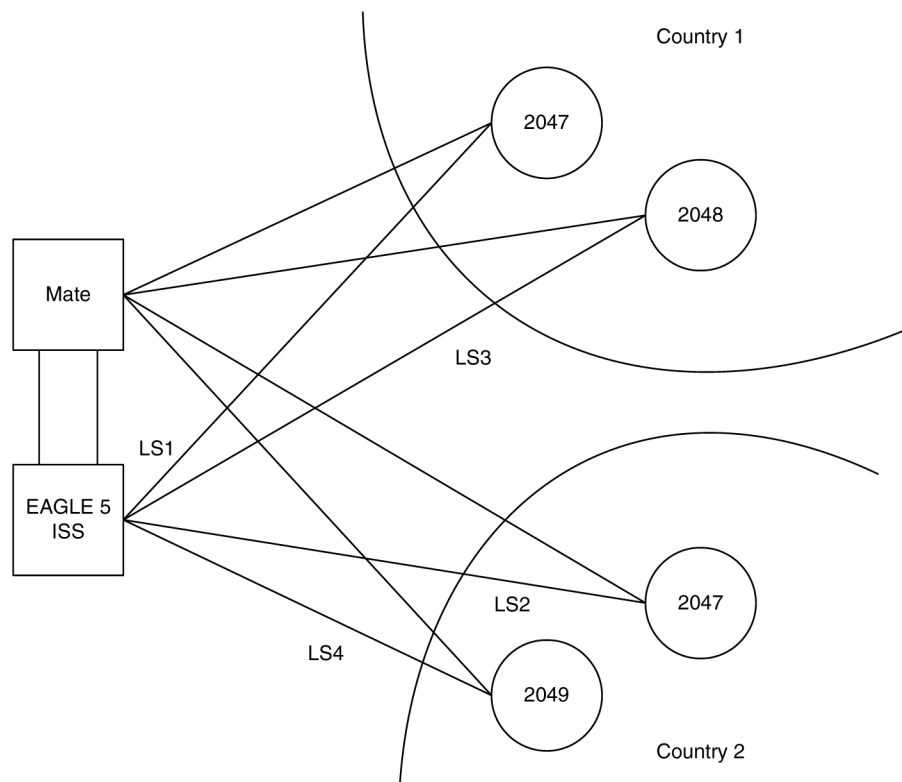 Country 1
2047
2048
Mate
LS3
LS1
EAGLE 5
ISS
LS2
2047
LS4
2049
Country 2